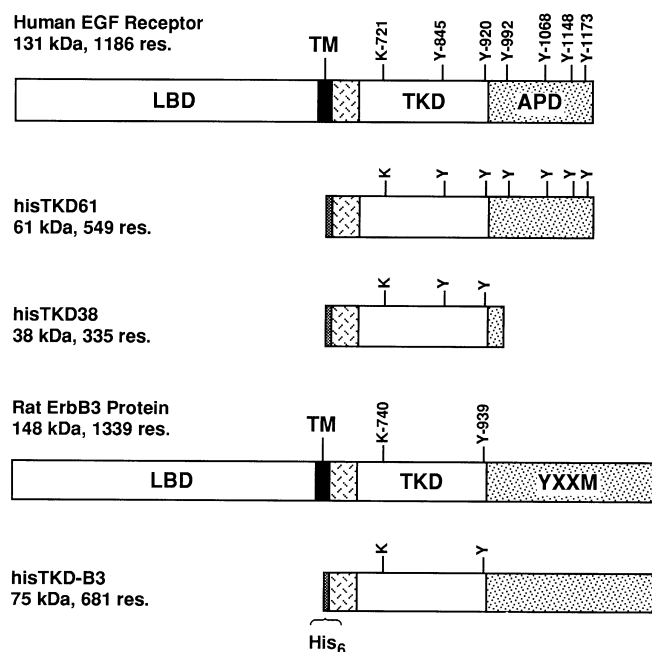 Human EGF Receptor
131 kDa, 1186 res.
TM
K-721
Y-845
Y-920
Y-992
Y-1068
Y-1148
Y-1173
LBD
TKD
APD
hisTKD61
61 kDa, 549 res.
K
Y
Y
Y
Y
Y
Y
hisTKD38
38 kDa, 335 res.
K
Y
Y
Rat ErbB3 Protein
148 kDa, 1339 res.
TM
K-740
Y-939
LBD
TKD
YXXM
hisTKD-B3
75 kDa, 681 res.
K
Y
His6